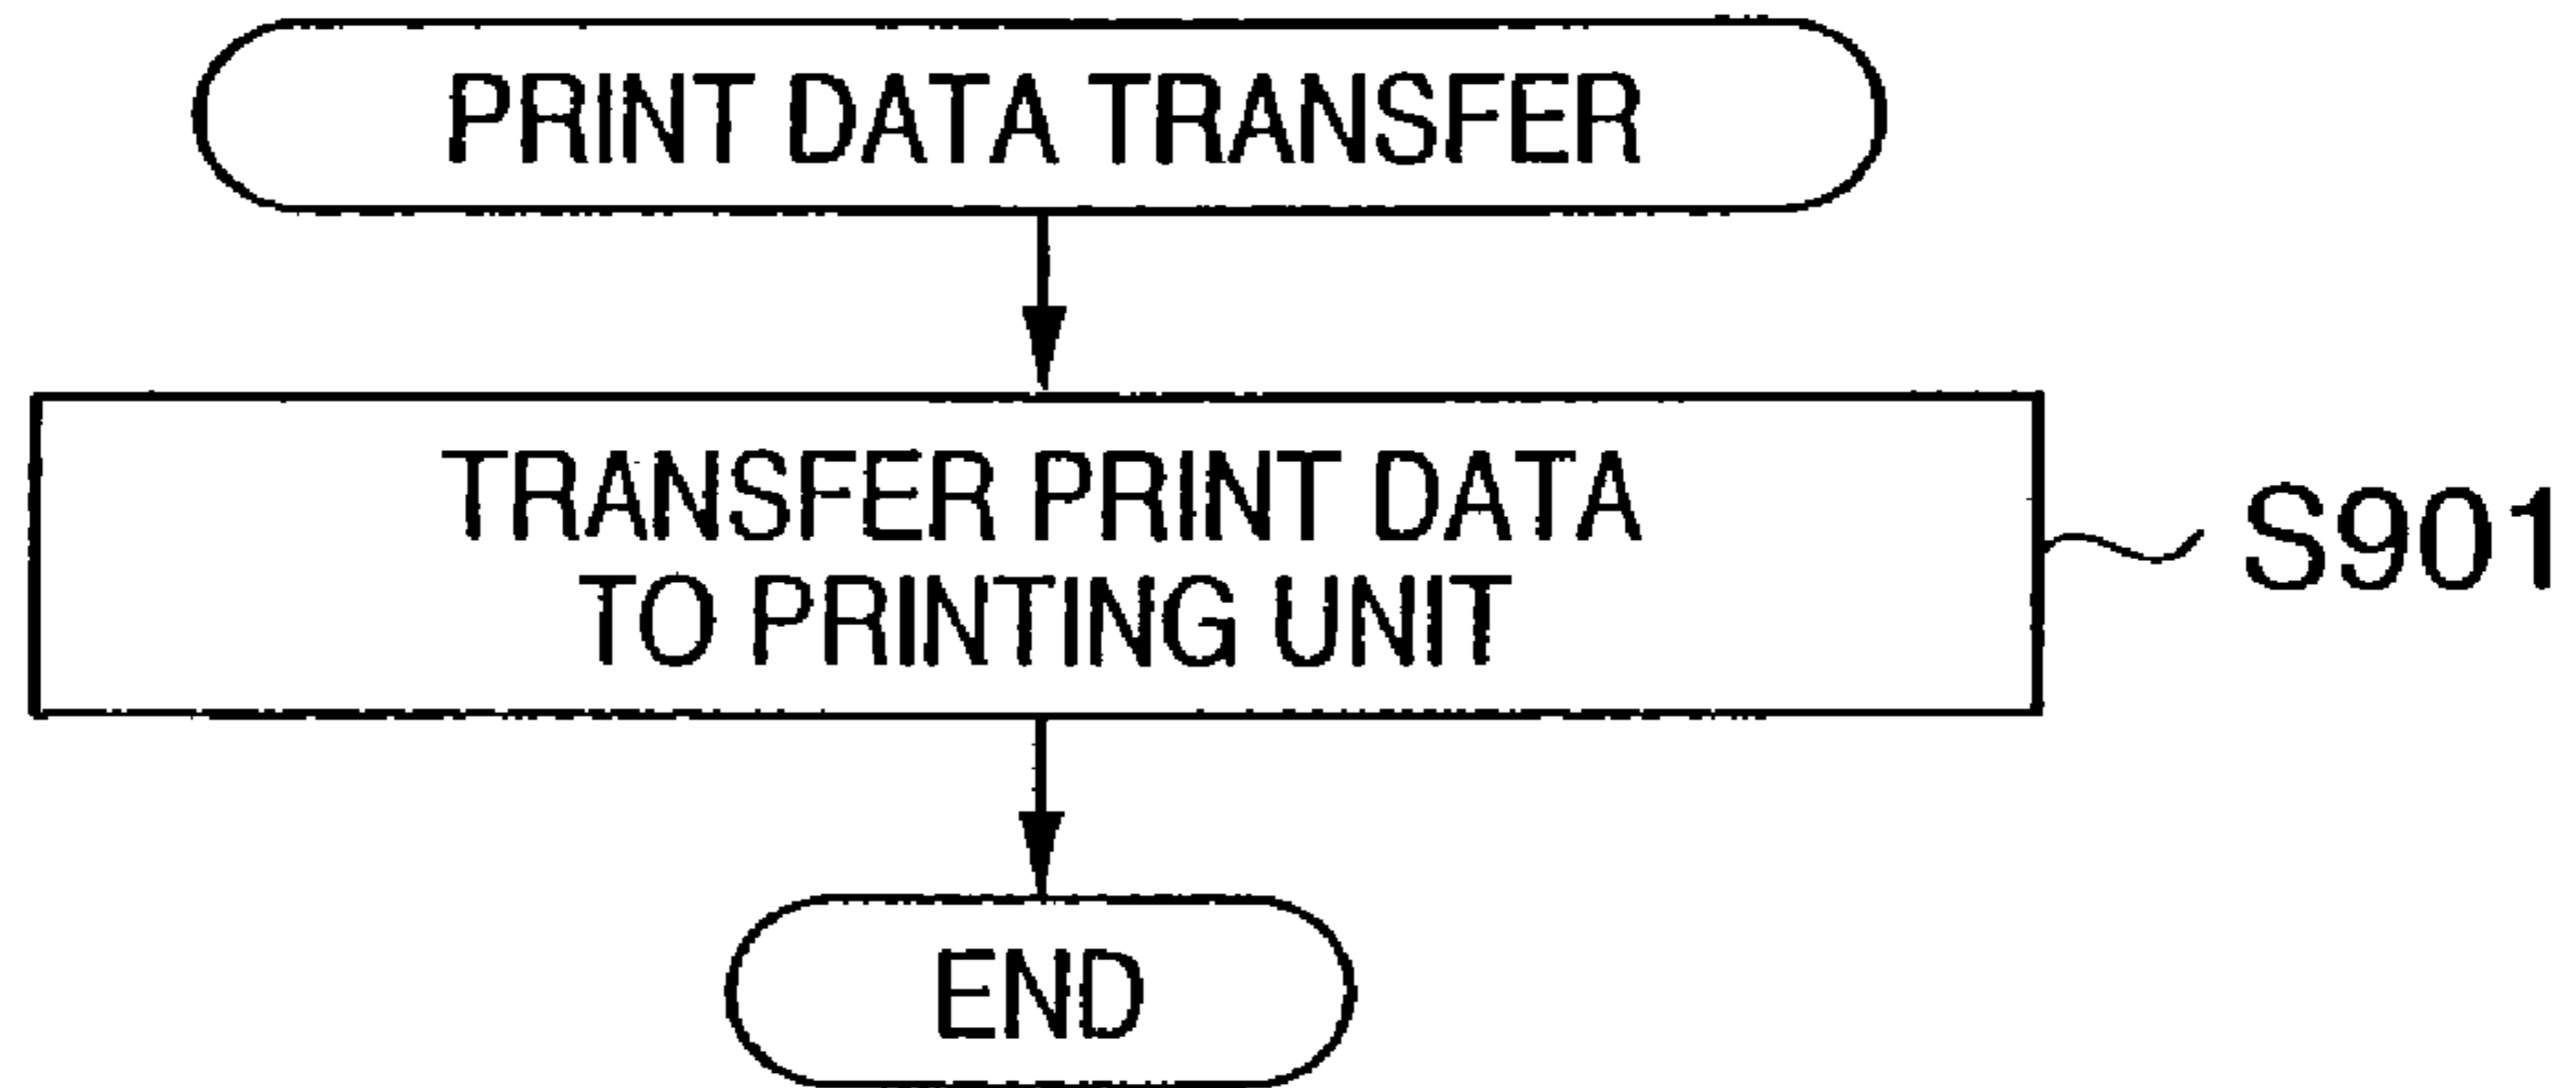 PRINT DATA TRANSFER
TRANSFER PRINT DATA
TO PRINTING UNIT
S901
END